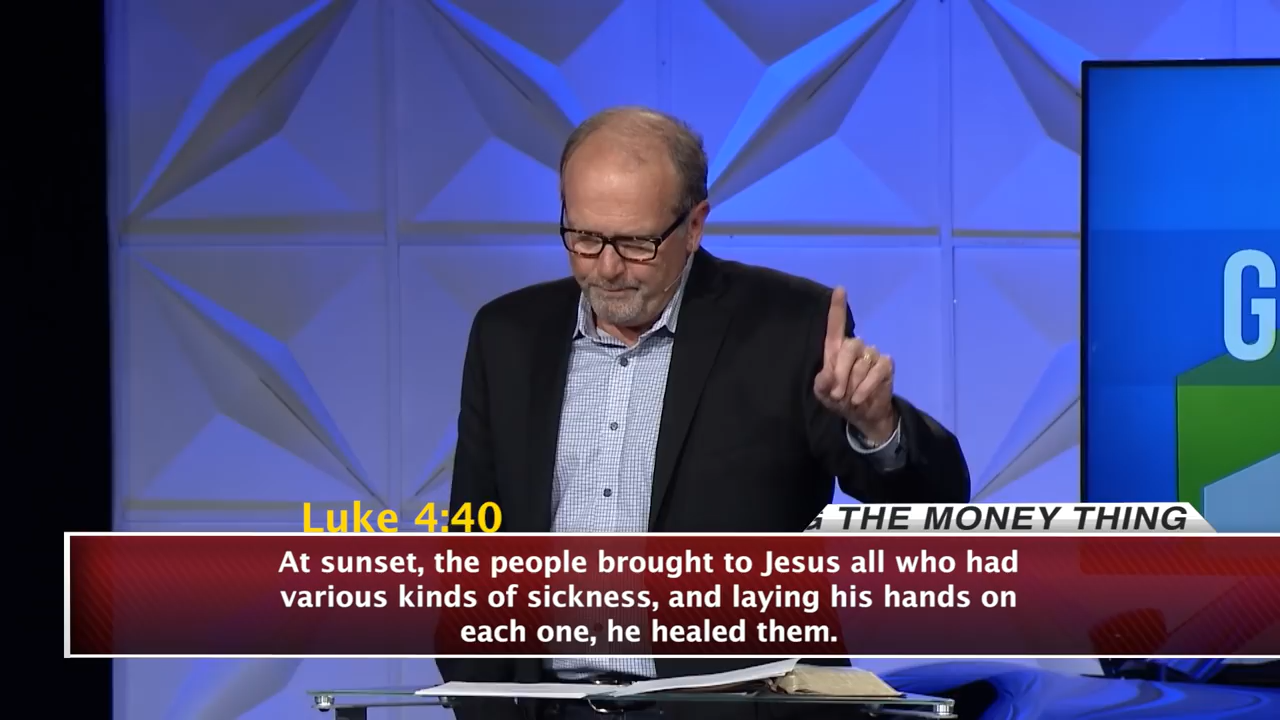 G
Luke 4:40
THE MONEY THING
At sunset, the people brought to Jesus all who had
various kinds of sickness, and laying his hands on
each one, he healed them.